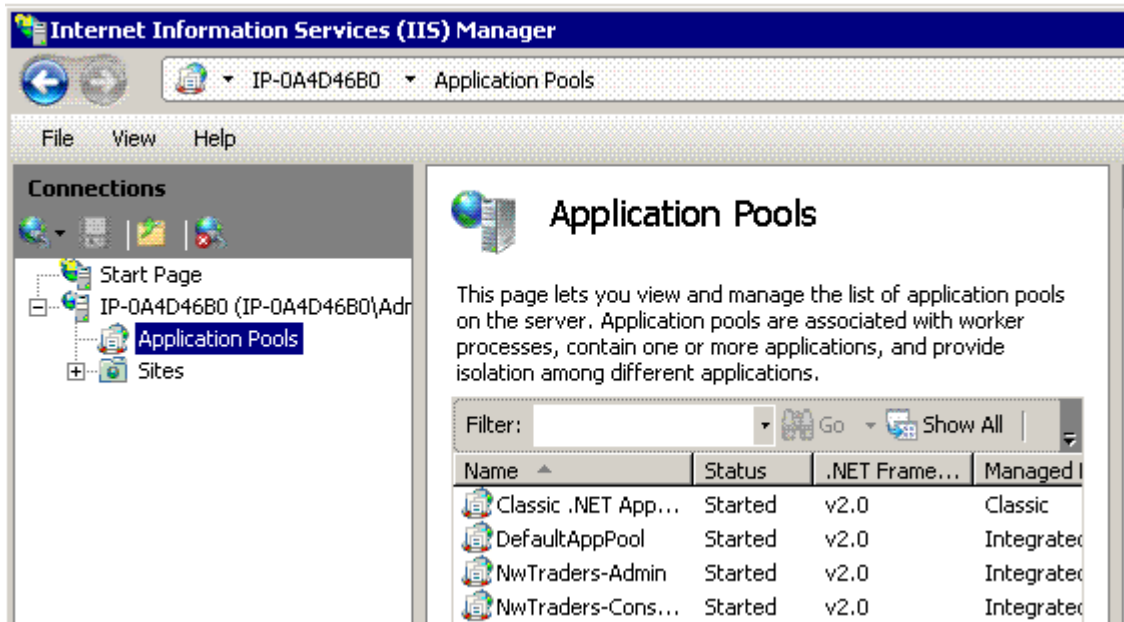 Internet Information Services (IIS) Manager
IP-0A4D46B0 Application Pools
File View Help
Connections
Start Page
IP-0A4D46B0 (IP-0A4D46B0\Adr
Application Pools
Sites
Application Pools
This page lets you view and manage the list of application pools
on the server. Application pools are associated with worker
processes, contain one or more applications, and provide
isolation among different applications.
Filter: Go Show All
Name Status .NET Frame... Managed
Classic .NET App... Started v2.0 Classic
DefaultAppPool Started v2.0 Integrated
NwTraders-Admin Started v2.0 Integrated
NwTraders-Cons... Started v2.0 Integrated